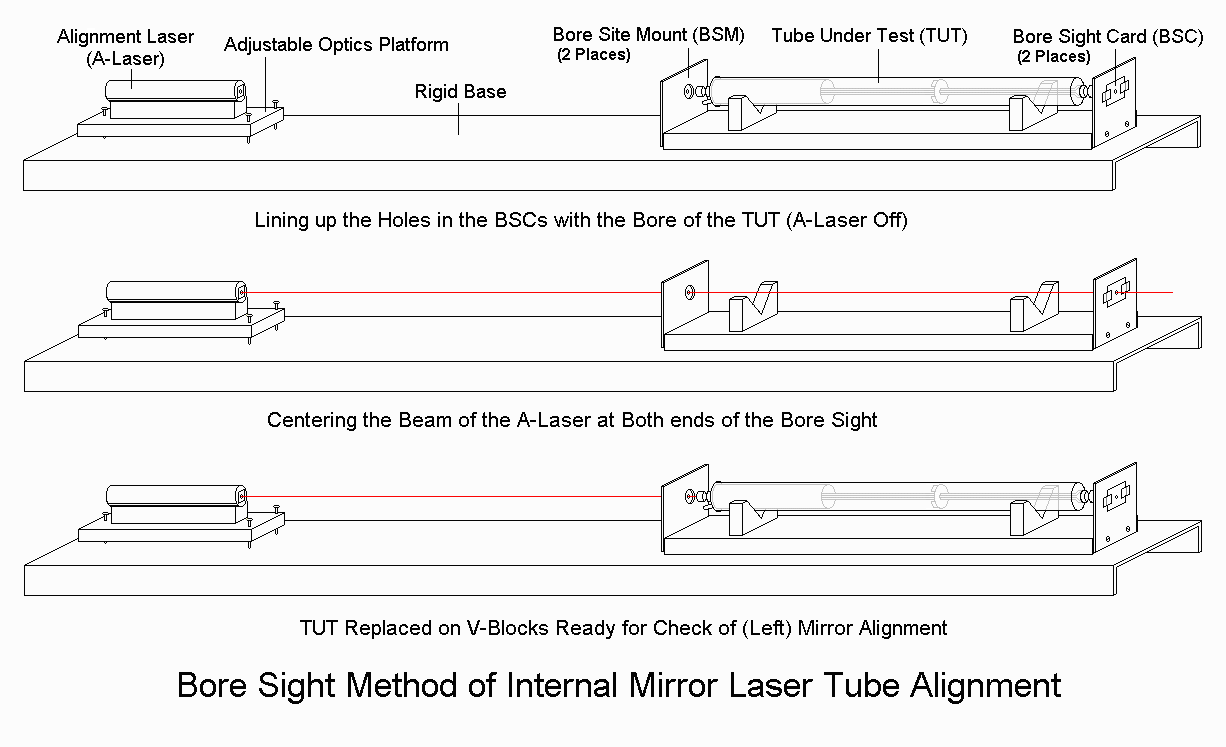 Alignment Laser
(A-Laser)
Adjustable Optics Platform
Rigid Base
Bore Site Mount (BSM)
(2 Places)
Tube Under Test (TUT)
Bore Sight Card (BSC)
(2 Places)
Lining up the Holes in the BSCs with the Bore of the TUT (A-Laser Off)
Centering the Beam of the A-Laser at Both ends of the Bore Sight
TUT Replaced on V-Blocks Ready for Check of (Left) Mirror Alignment
Bore Sight Method of Internal Mirror Laser Tube Alignment